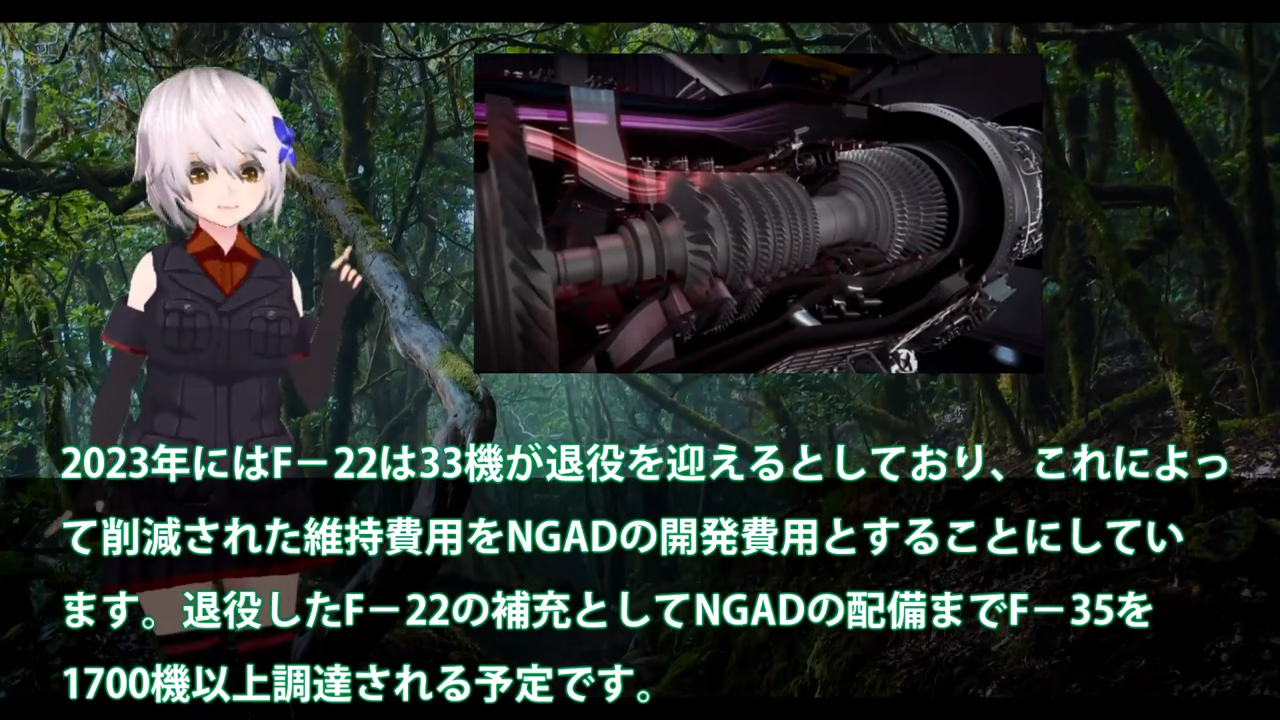 2023年にはF－22は33機が退役を迎えるとしており、これによっ
て削減された維持費用をNGADの開発費用とすることにしてい
ます。退役したF－22の補充としてNGADの配備までF－35を
1700機以上調達される予定です。